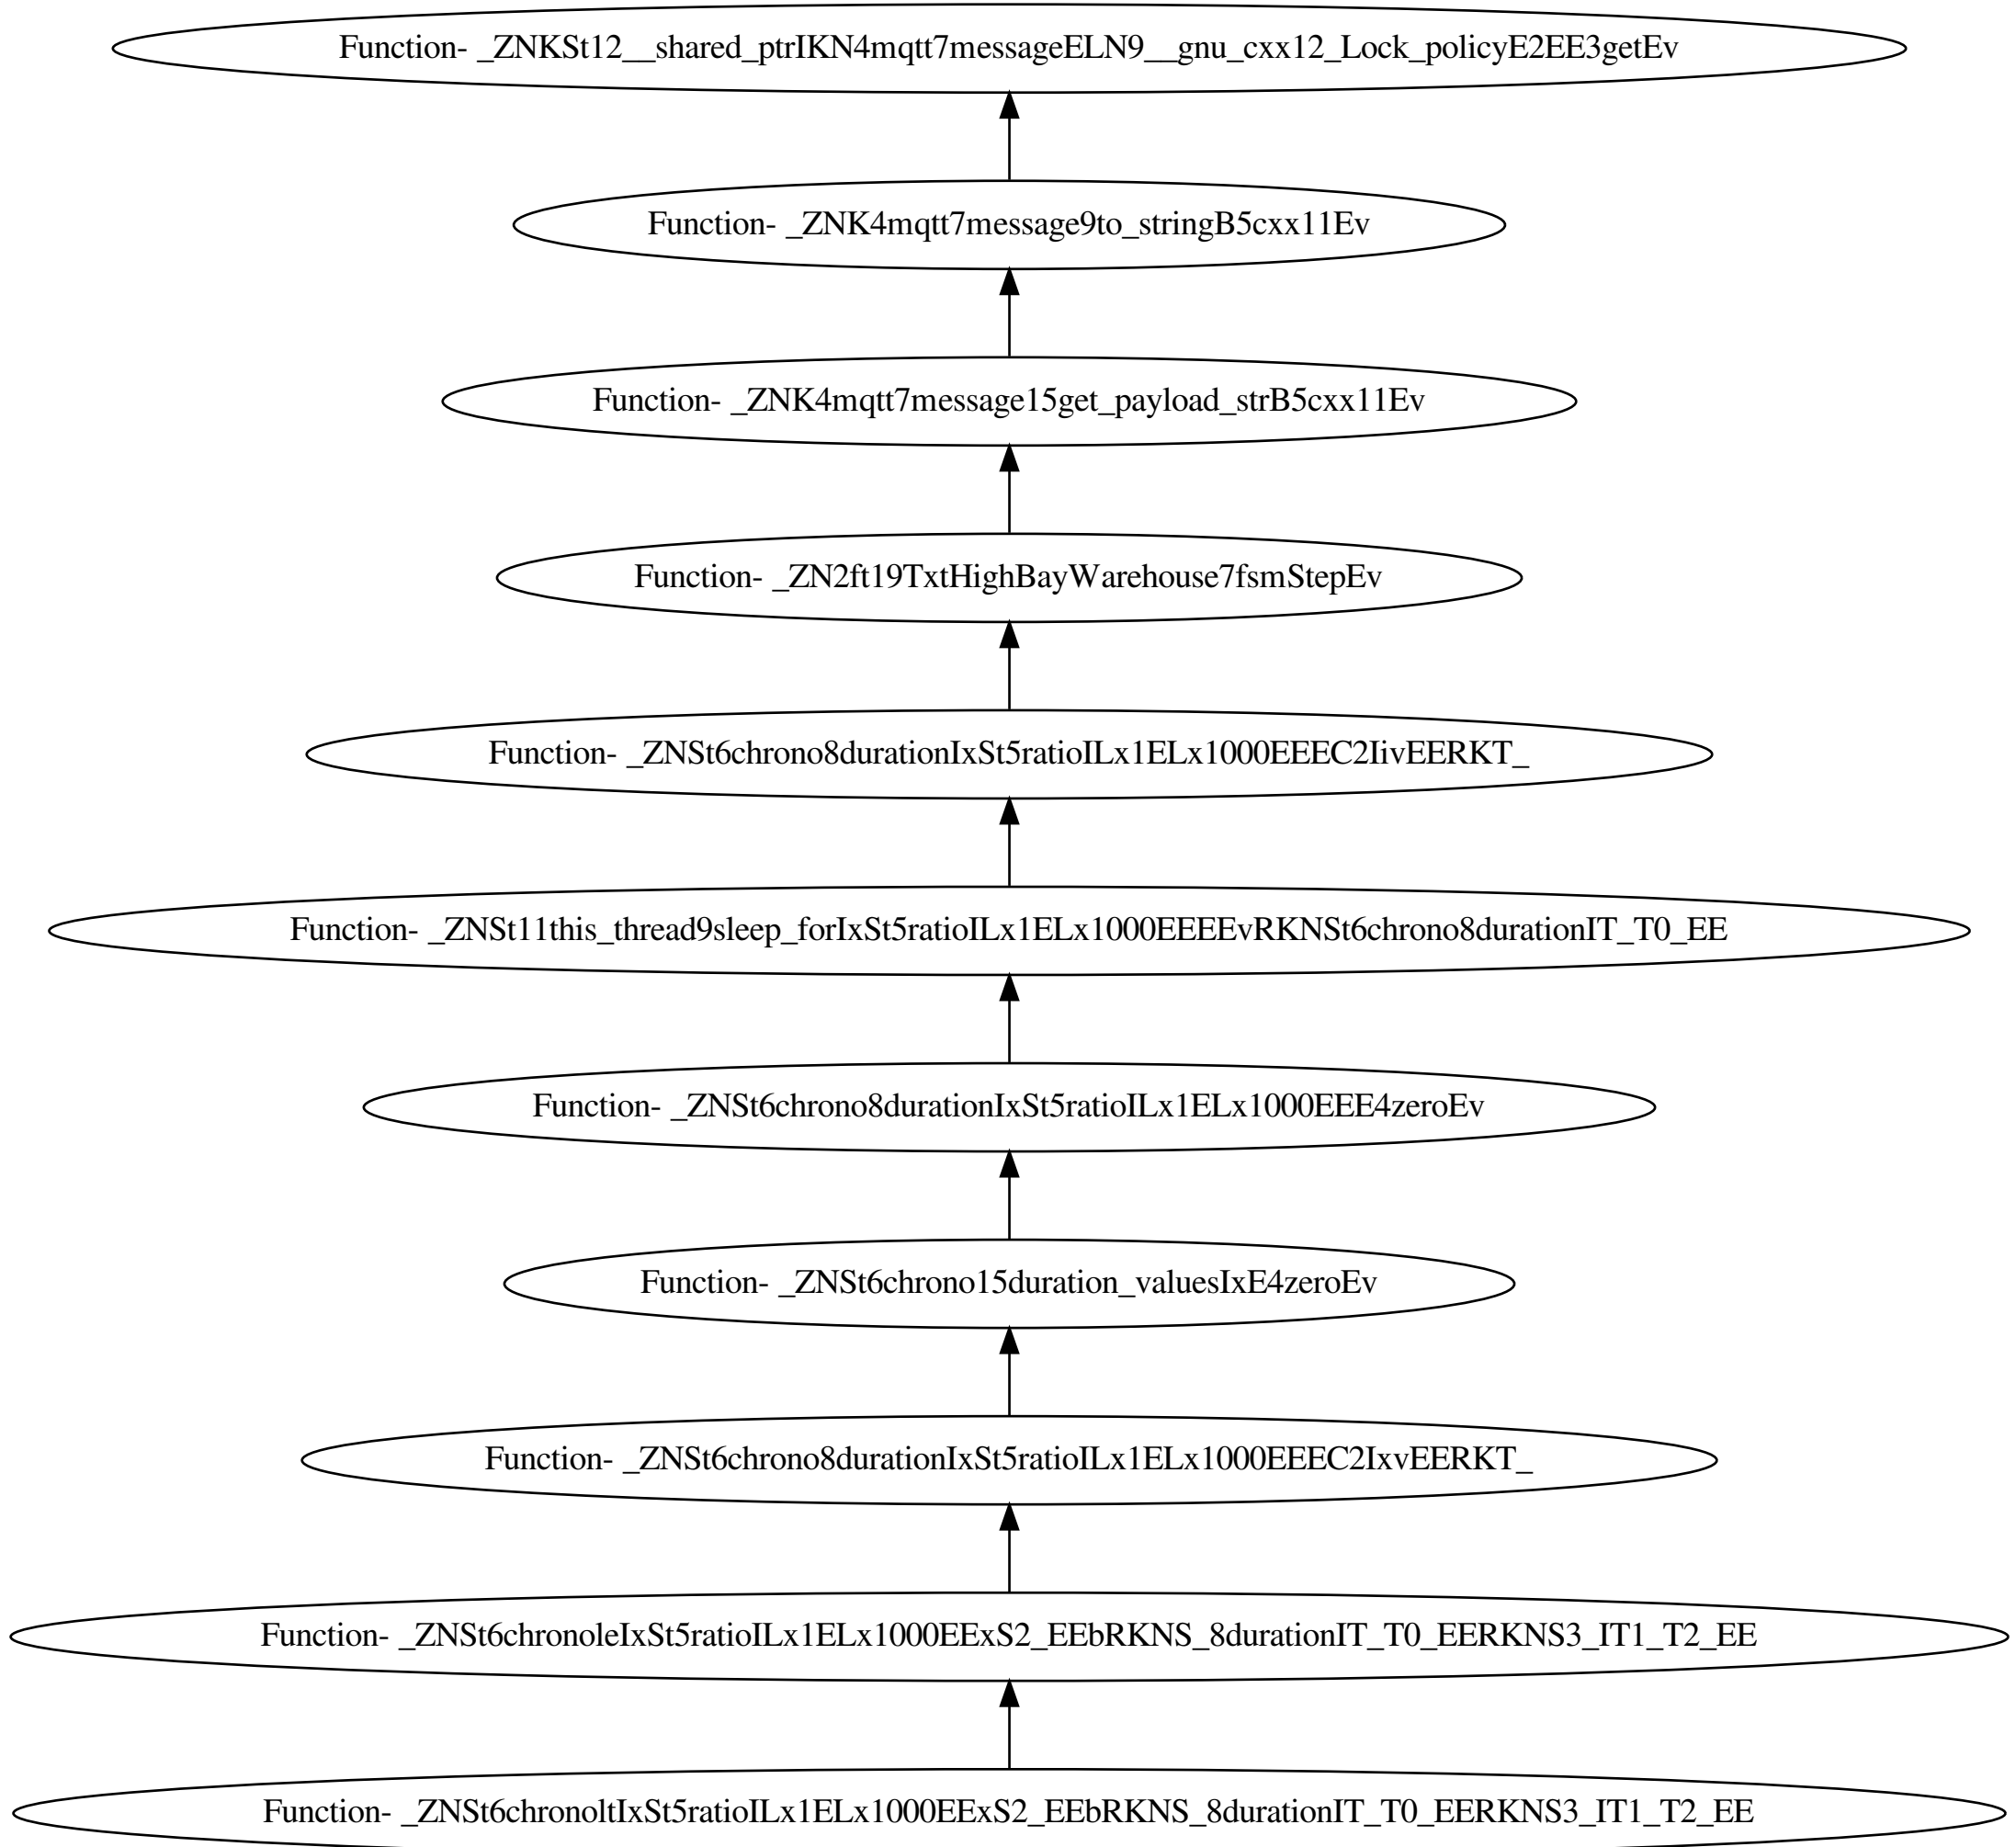 Function- _ZNKSt12__shared_ptrIKN4mqtt7messageELN9__gnu_cxx12_Lock_policyE2EE3getEv
Function- _ZNK4mqtt7message9to_stringB5cxx11Ev
Function- _ZNK4mqtt7message15get_payload_strB5cxx11Ev
Function- _ZN2ft19TxtHighBayWarehouse7fsmStepEv
Function- _ZNSt6chrono8durationIxSt5ratioILx1ELx1000EEEC2IivEERKT_
Function- _ZNSt11this_thread9sleep_forIxSt5ratioILx1ELx1000EEEEvRKNSt6chrono8durationIT_T0_EE
Function- _ZNSt6chrono8durationIxSt5ratioILx1ELx1000EEE4zeroEv
Function- _ZNSt6chrono15duration_valuesIxE4zeroEv
Function- _ZNSt6chrono8durationIxSt5ratioILx1ELx1000EEEC2IxvEERKT_
Function- _ZNSt6chronoleIxSt5ratioILx1ELx1000EExS2_EEbRKNS_8durationIT_T0_EERKNS3_IT1_T2_EE
Function- _ZNSt6chronoltIxSt5ratioILx1ELx1000EExS2_EEbRKNS_8durationIT_T0_EERKNS3_IT1_T2_EE